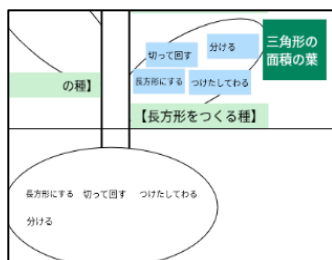 切って回す
分ける
三角形の
面積の葉
長方形にする
つけたしてわる
の種】
【長方形をつくる種】
長方形にする
切って回す
つけたしてわる
分ける